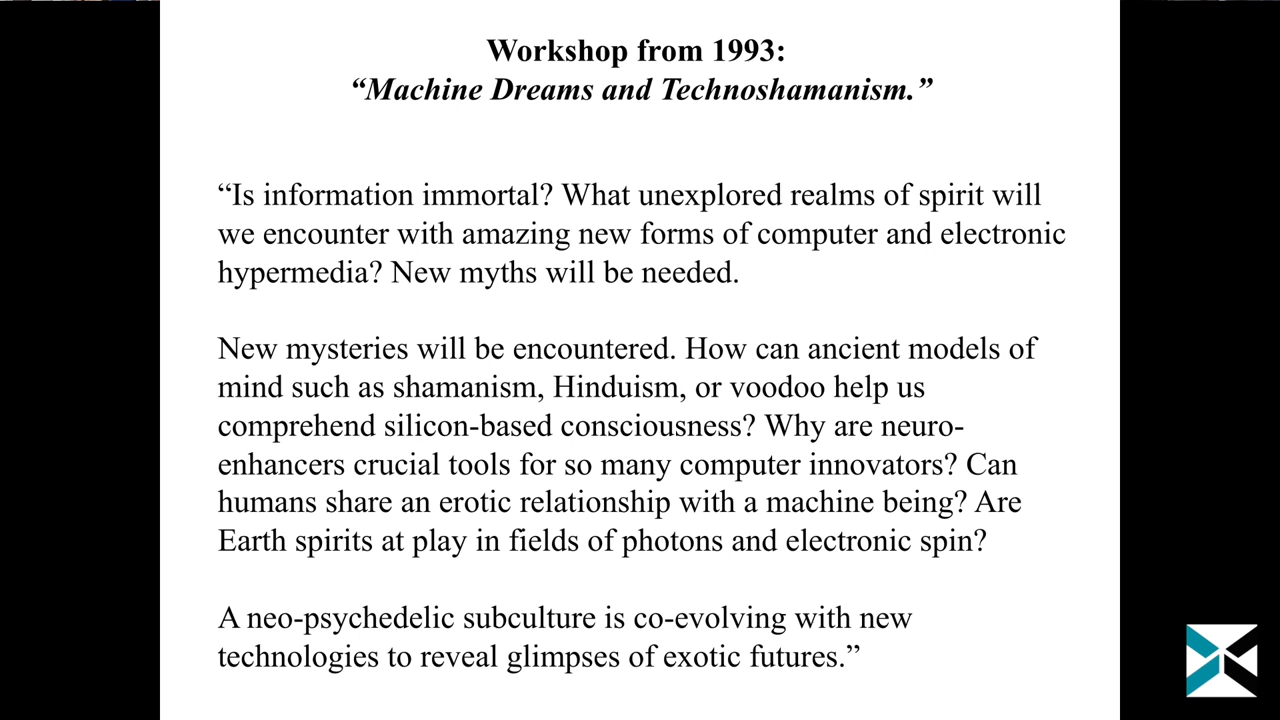 Workshop from 1993:
“Machine Dreams and Technoshamanism.”
“Is information immortal? What unexplored realms of spirit will
we encounter with amazing new forms of computer and electronic
hypermedia? New myths will be needed.
New mysteries will be encountered. How can ancient models of
mind such as shamanism, Hinduism, or voodoo help us
comprehend silicon-based consciousness? Why are neuro-
enhancers crucial tools for so many computer innovators? Can
humans share an erotic relationship with a machine being? Are
Earth spirits at play in fields of photons and electronic spin?
A neo-psychedelic subculture is co-evolving with new
technologies to reveal glimpses of exotic futures.”